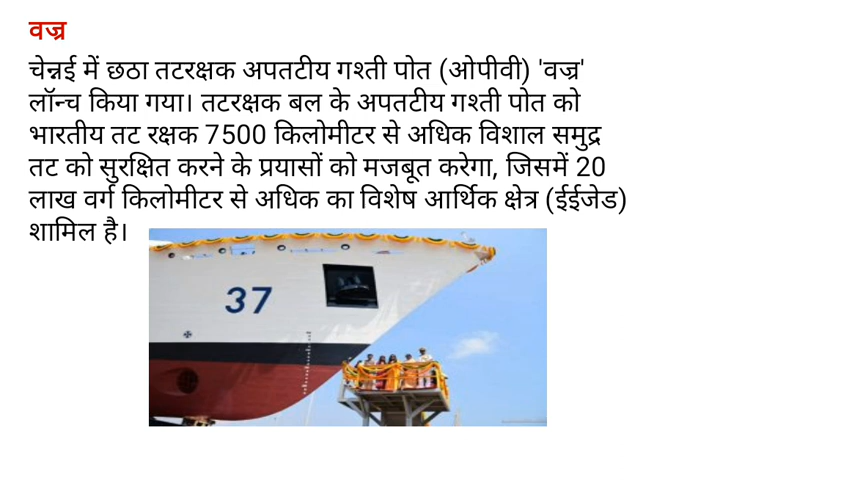 वज्र
चेन्नई में छठा तटरक्षक अपतटीय गश्ती पोत (ओपीवी) 'वज्र'
लॉन्च किया गया। तटरक्षक बल के अपतटीय गश्ती पोत को
भारतीय तट रक्षक 7500 किलोमीटर से अधिक विशाल समुद्र
तट को सुरक्षित करने के प्रयासों को मजबूत करेगा, जिसमें 20
लाख वर्ग किलोमीटर से अधिक का विशेष आर्थिक क्षेत्र (ईईजेड)
शामिल है।
37